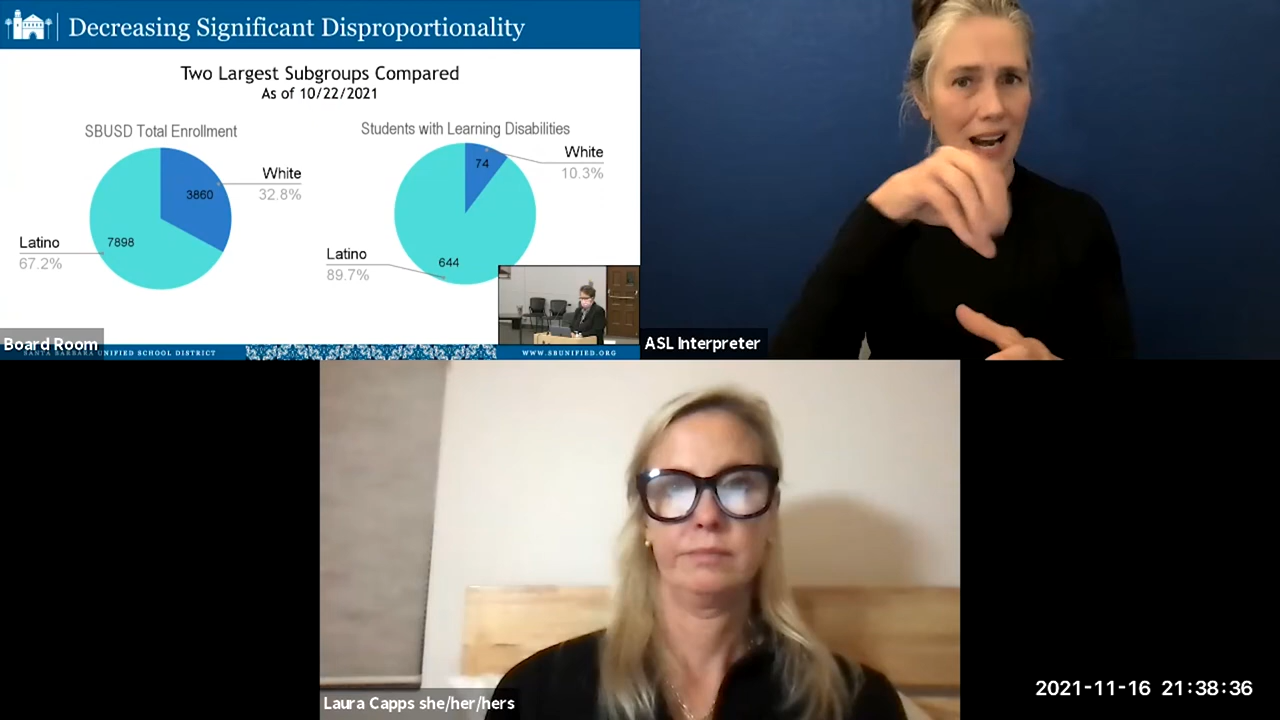 Decreasing Significant Disproportionality
Two Largest Subgroups Compared
As of 10/22/2021
SBUSD Total Enrollment
White
32.8%
3860
Latino
67.2%
7898
Students with Learning Disabilities
White
10.3%
74
Latino
89.7%
644
Board Room
SANTA BARBARA UNIFIED SCHOOL DISTRICT
WWW.SBUNIFIED.ORG
ASL Interpreter
Laura Capps she/her/hers
2021-11-16 21:38:36